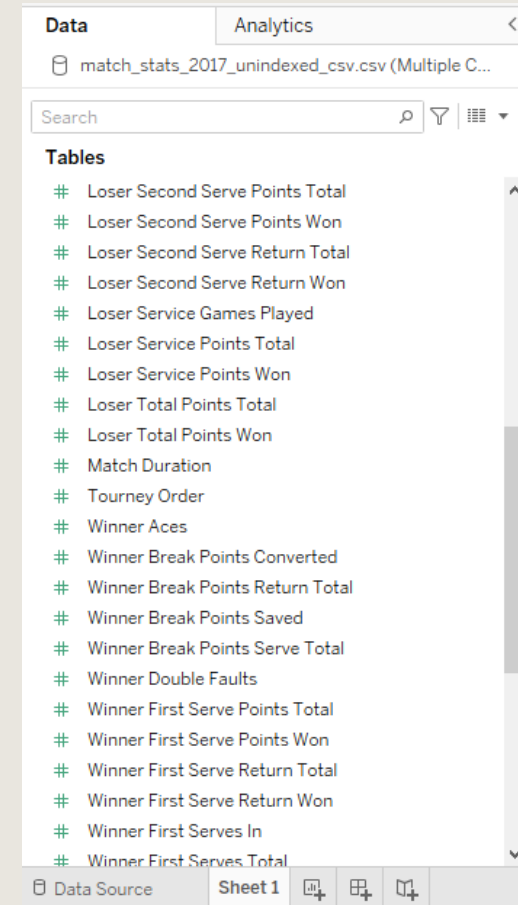 Data Analytics
match_stats_2017_unindexed_csv.csv (Multiple C...
Search
Tables
# Loser Second Serve Points Total
# Loser Second Serve Points Won
# Loser Second Serve Return Total
# Loser Second Serve Return Won
# Loser Service Games Played
# Loser Service Points Total
# Loser Service Points Won
# Loser Total Points Total
# Loser Total Points Won
# Match Duration
# Tourney Order
# Winner Aces
# Winner Break Points Converted
# Winner Break Points Return Total
# Winner Break Points Saved
# Winner Break Points Serve Total
# Winner Double Faults
# Winner First Serve Points Total
# Winner First Serve Points Won
# Winner First Serve Return Total
# Winner First Serve Return Won
# Winner First Serves In
# Winner First Serves Total
Data Source Sheet 1